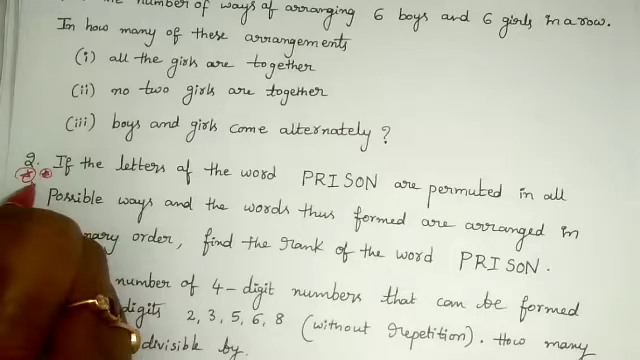 number of ways of arranging 6 boys and 6 girls in a row.
In how many of these arrangements
(i) all the girls are together
(ii) no two girls are together
(iii) boys and girls come alternately ?
2. If the letters of the word PRISON are permuted in all
Possible ways and the words thus formed are arranged in
order, find the rank of the word PRISON.
number of 4-digit numbers that can be formed
digits 2, 3, 5, 6, 8 (without repetition). How many
divisible by